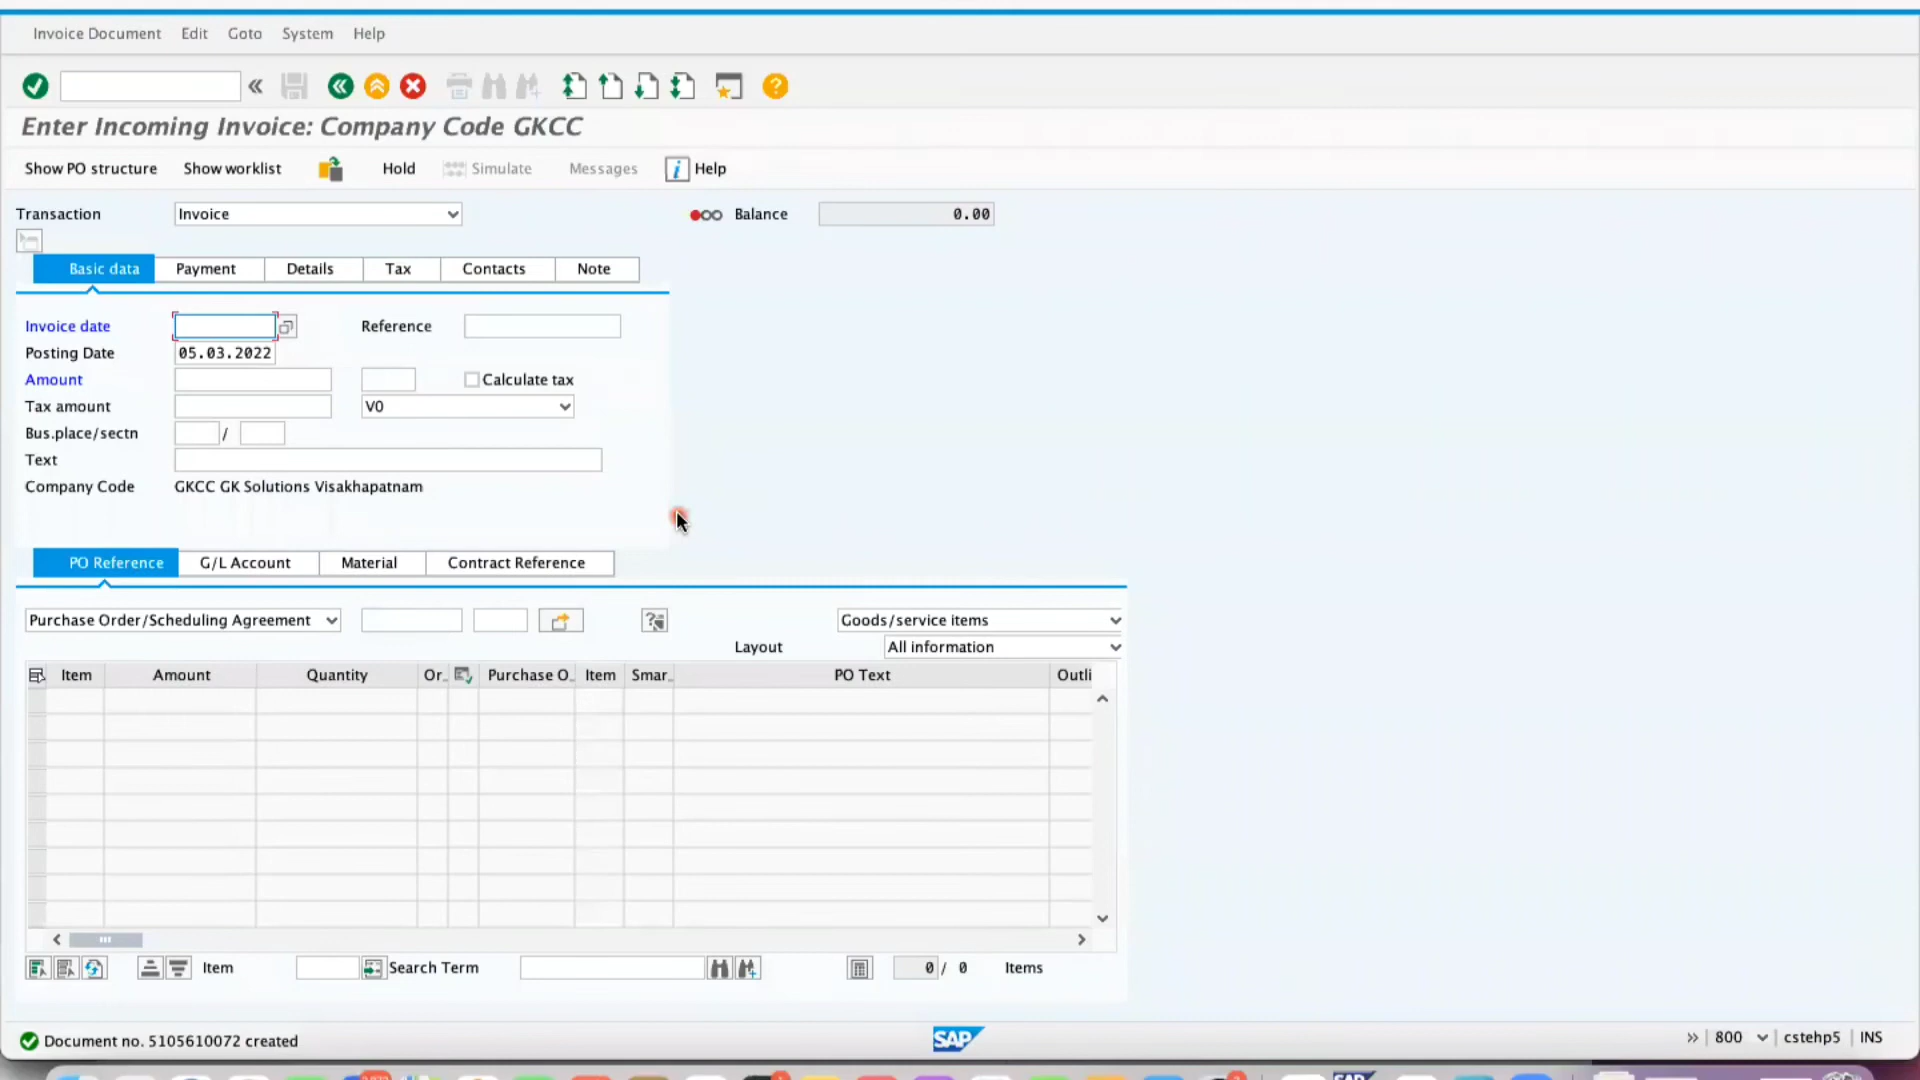 Invoice Document Edit Goto System Help
Enter Incoming Invoice: Company Code GKCC
Show PO structure Show worklist Hold Simulate Messages Help
Transaction Invoice Balance 0.00
Basic data Payment Details Tax Contacts Note
Invoice date Reference
Posting Date 05.03.2022
Amount Calculate tax
Tax amount V0
Bus.place/sectn /
Text
Company Code GKCC GK Solutions Visakhapatnam
PO Reference G/L Account Material Contract Reference
Purchase Order/Scheduling Agreement Goods/service items
Layout All information
Item Amount Quantity Or.. Purchase O.. Item Smar.. PO Text Outli
Item Search Term 0 / 0 Items
Document no. 5105610072 created SAP 800 cstehp5 INS